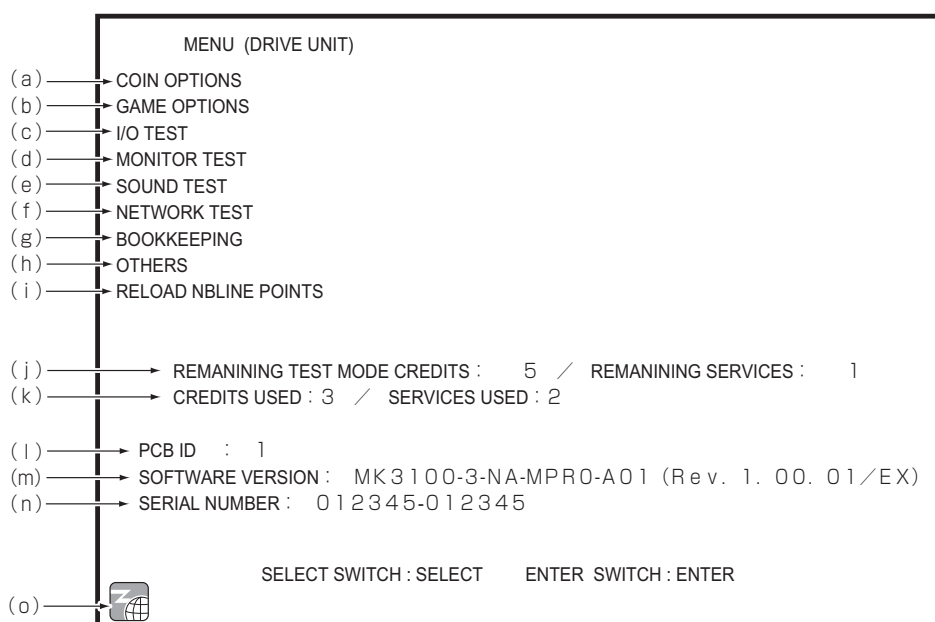 MENU (DRIVE UNIT)
(a) COIN OPTIONS
(b) GAME OPTIONS
(c) I/O TEST
(d) MONITOR TEST
(e) SOUND TEST
(f) NETWORK TEST
(g) BOOKKEEPING
(h) OTHERS
(i) RELOAD NBLINE POINTS
(j) REMANINING TEST MODE CREDITS : 5 / REMANINING SERVICES : 1
(k) CREDITS USED : 3 / SERVICES USED : 2
(l) PCB ID : 1
(m) SOFTWARE VERSION : MK3100-3-NA-MPR0-A01 (Rev. 1. 00. 01/EX)
(n) SERIAL NUMBER : 012345-012345
SELECT SWITCH : SELECT ENTER SWITCH : ENTER
(o)